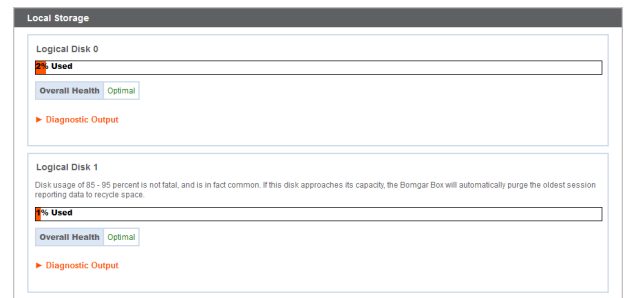 Local Storage
Logical Disk 0
2% Used
Overall Health Optimal
► Diagnostic Output
Logical Disk 1
Disk usage of 85 - 95 percent is not fatal, and is in fact common. If this disk approaches its capacity, the Bomgar Box will automatically purge the oldest session
reporting data to recycle space.
1% Used
Overall Health Optimal
► Diagnostic Output